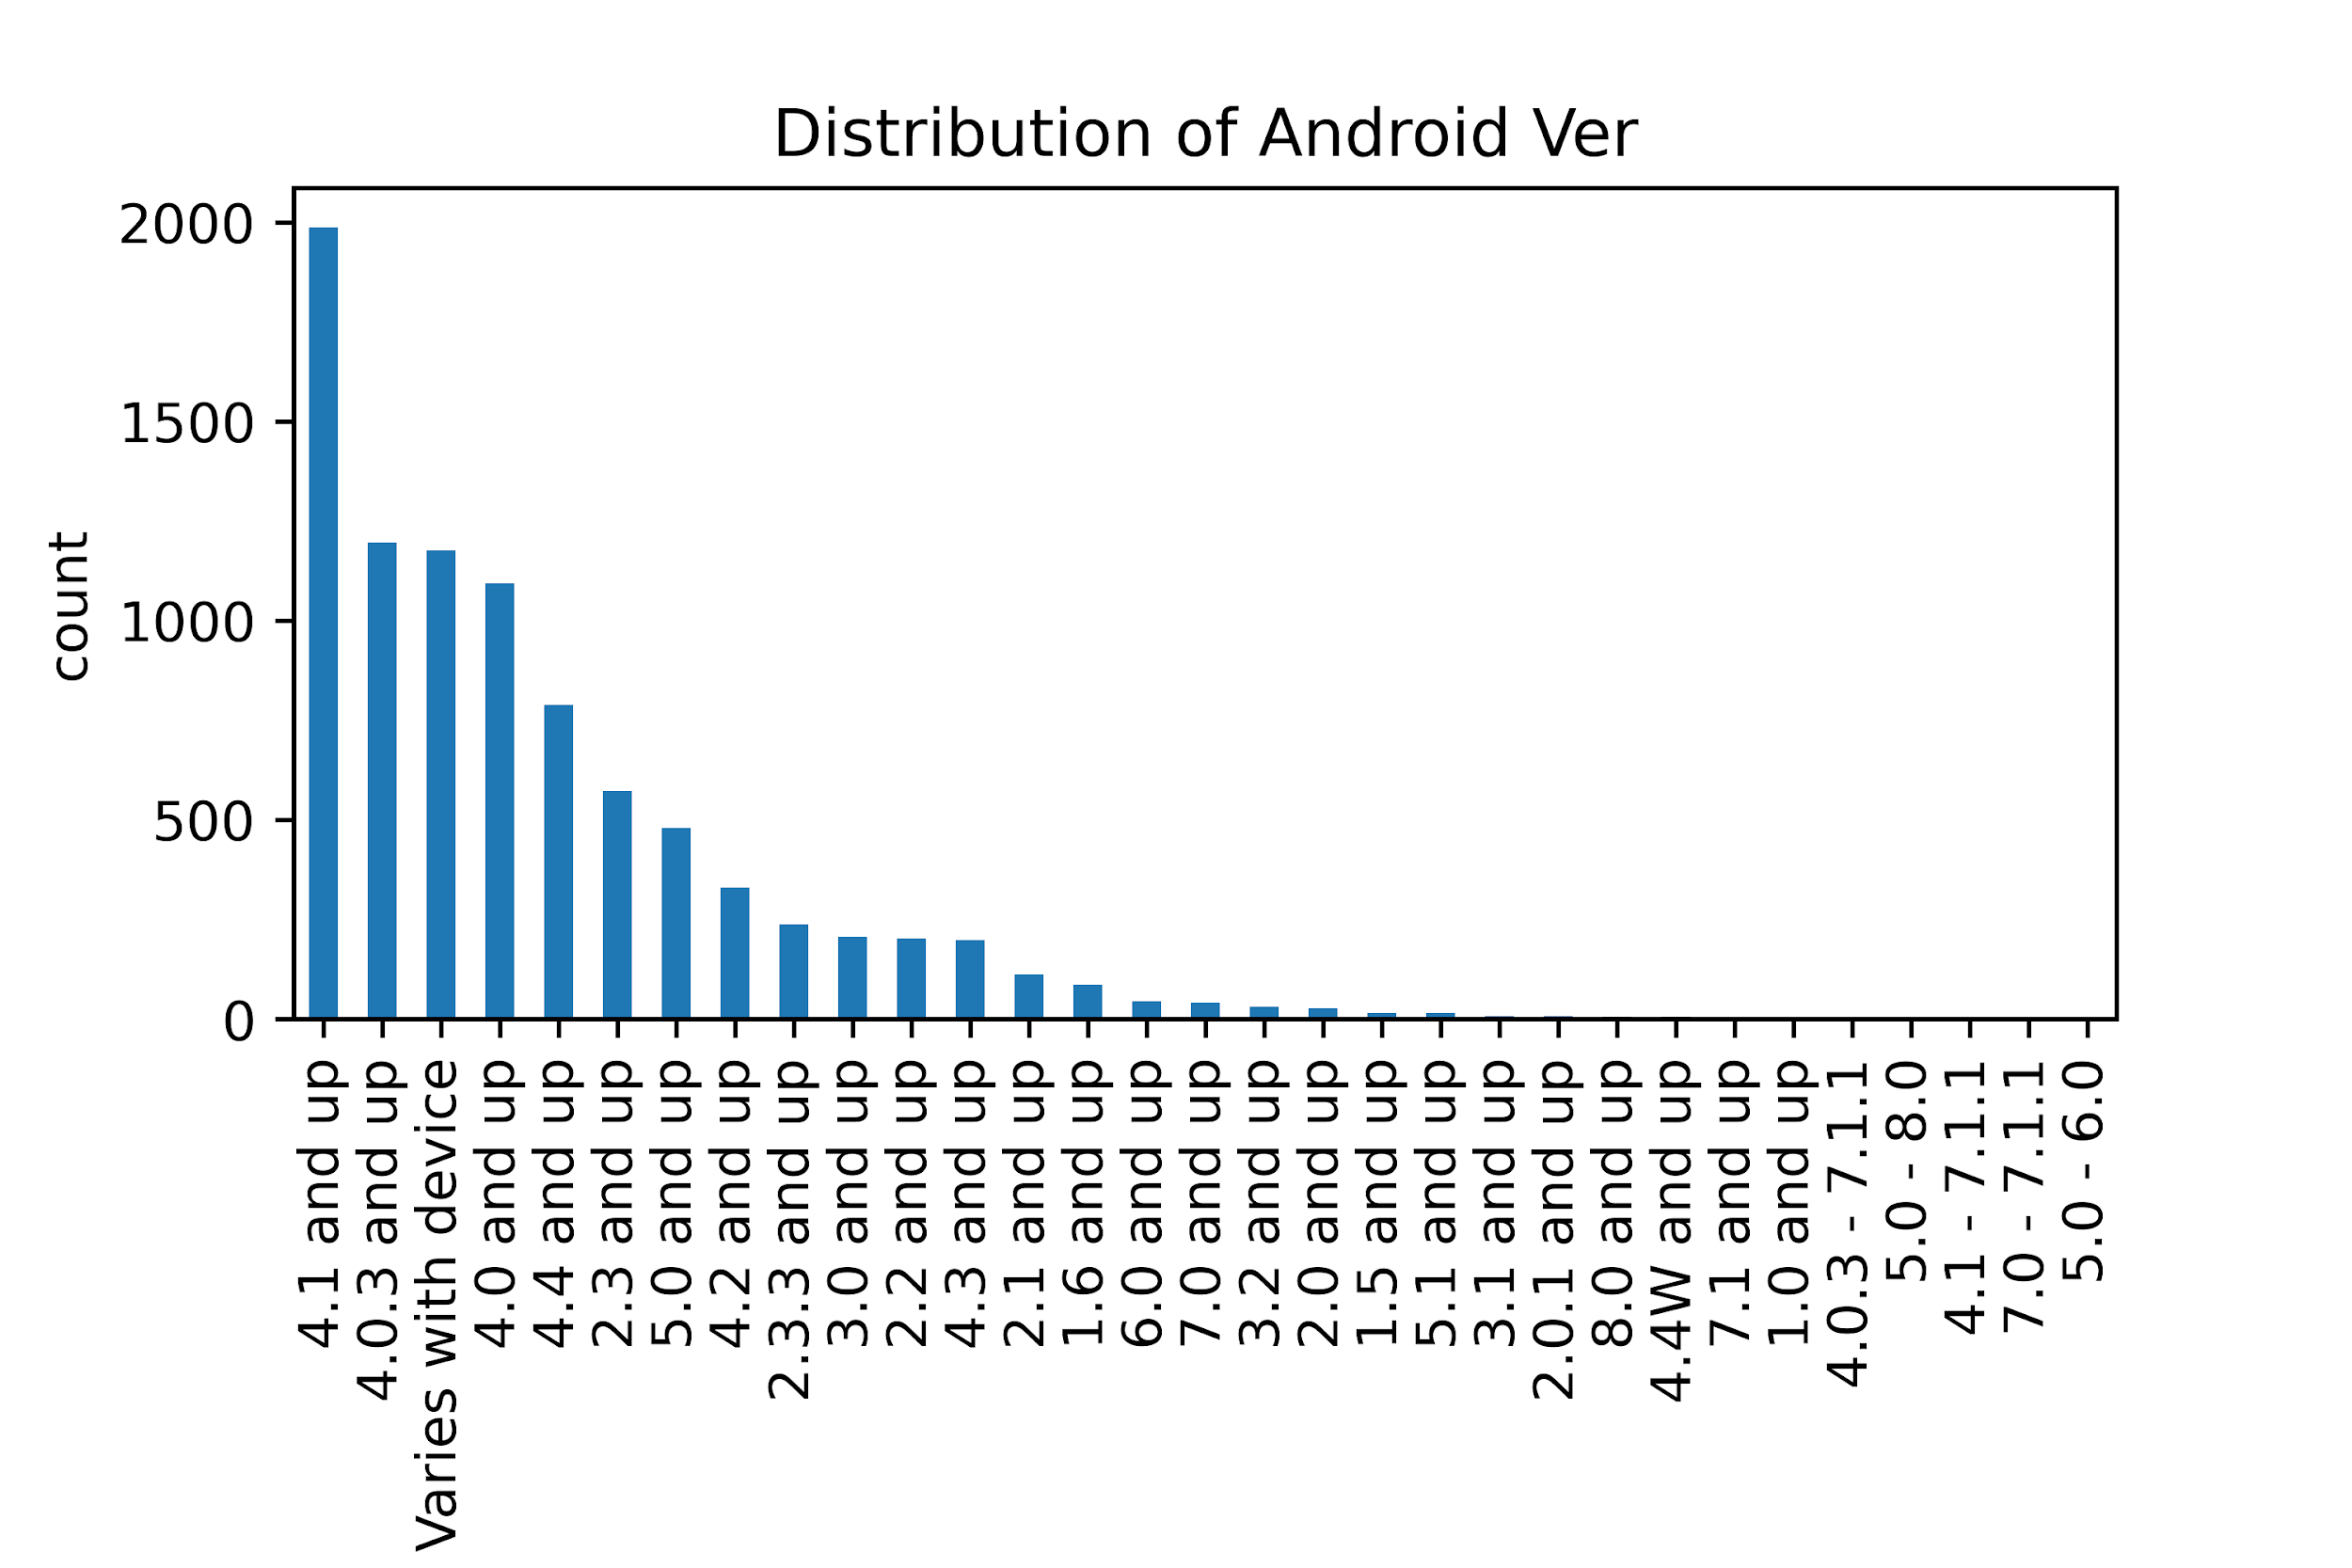 Distribution of Android Ver
count
2000
1500
1000
500
0
4.1 and up
4.0.3 and up
Varies with device
4.0 and up
4.4 and up
2.3 and up
5.0 and up
4.2 and up
2.3.3 and up
3.0 and up
2.2 and up
4.3 and up
2.1 and up
1.6 and up
6.0 and up
7.0 and up
3.2 and up
2.0 and up
1.5 and up
5.1 and up
3.1 and up
2.0.1 and up
8.0 and up
4.4W and up
7.1 and up
1.0 and up
4.0.3 - 7.1.1
5.0 - 8.0
4.1 - 7.1.1
7.0 - 7.1.1
5.0 - 6.0